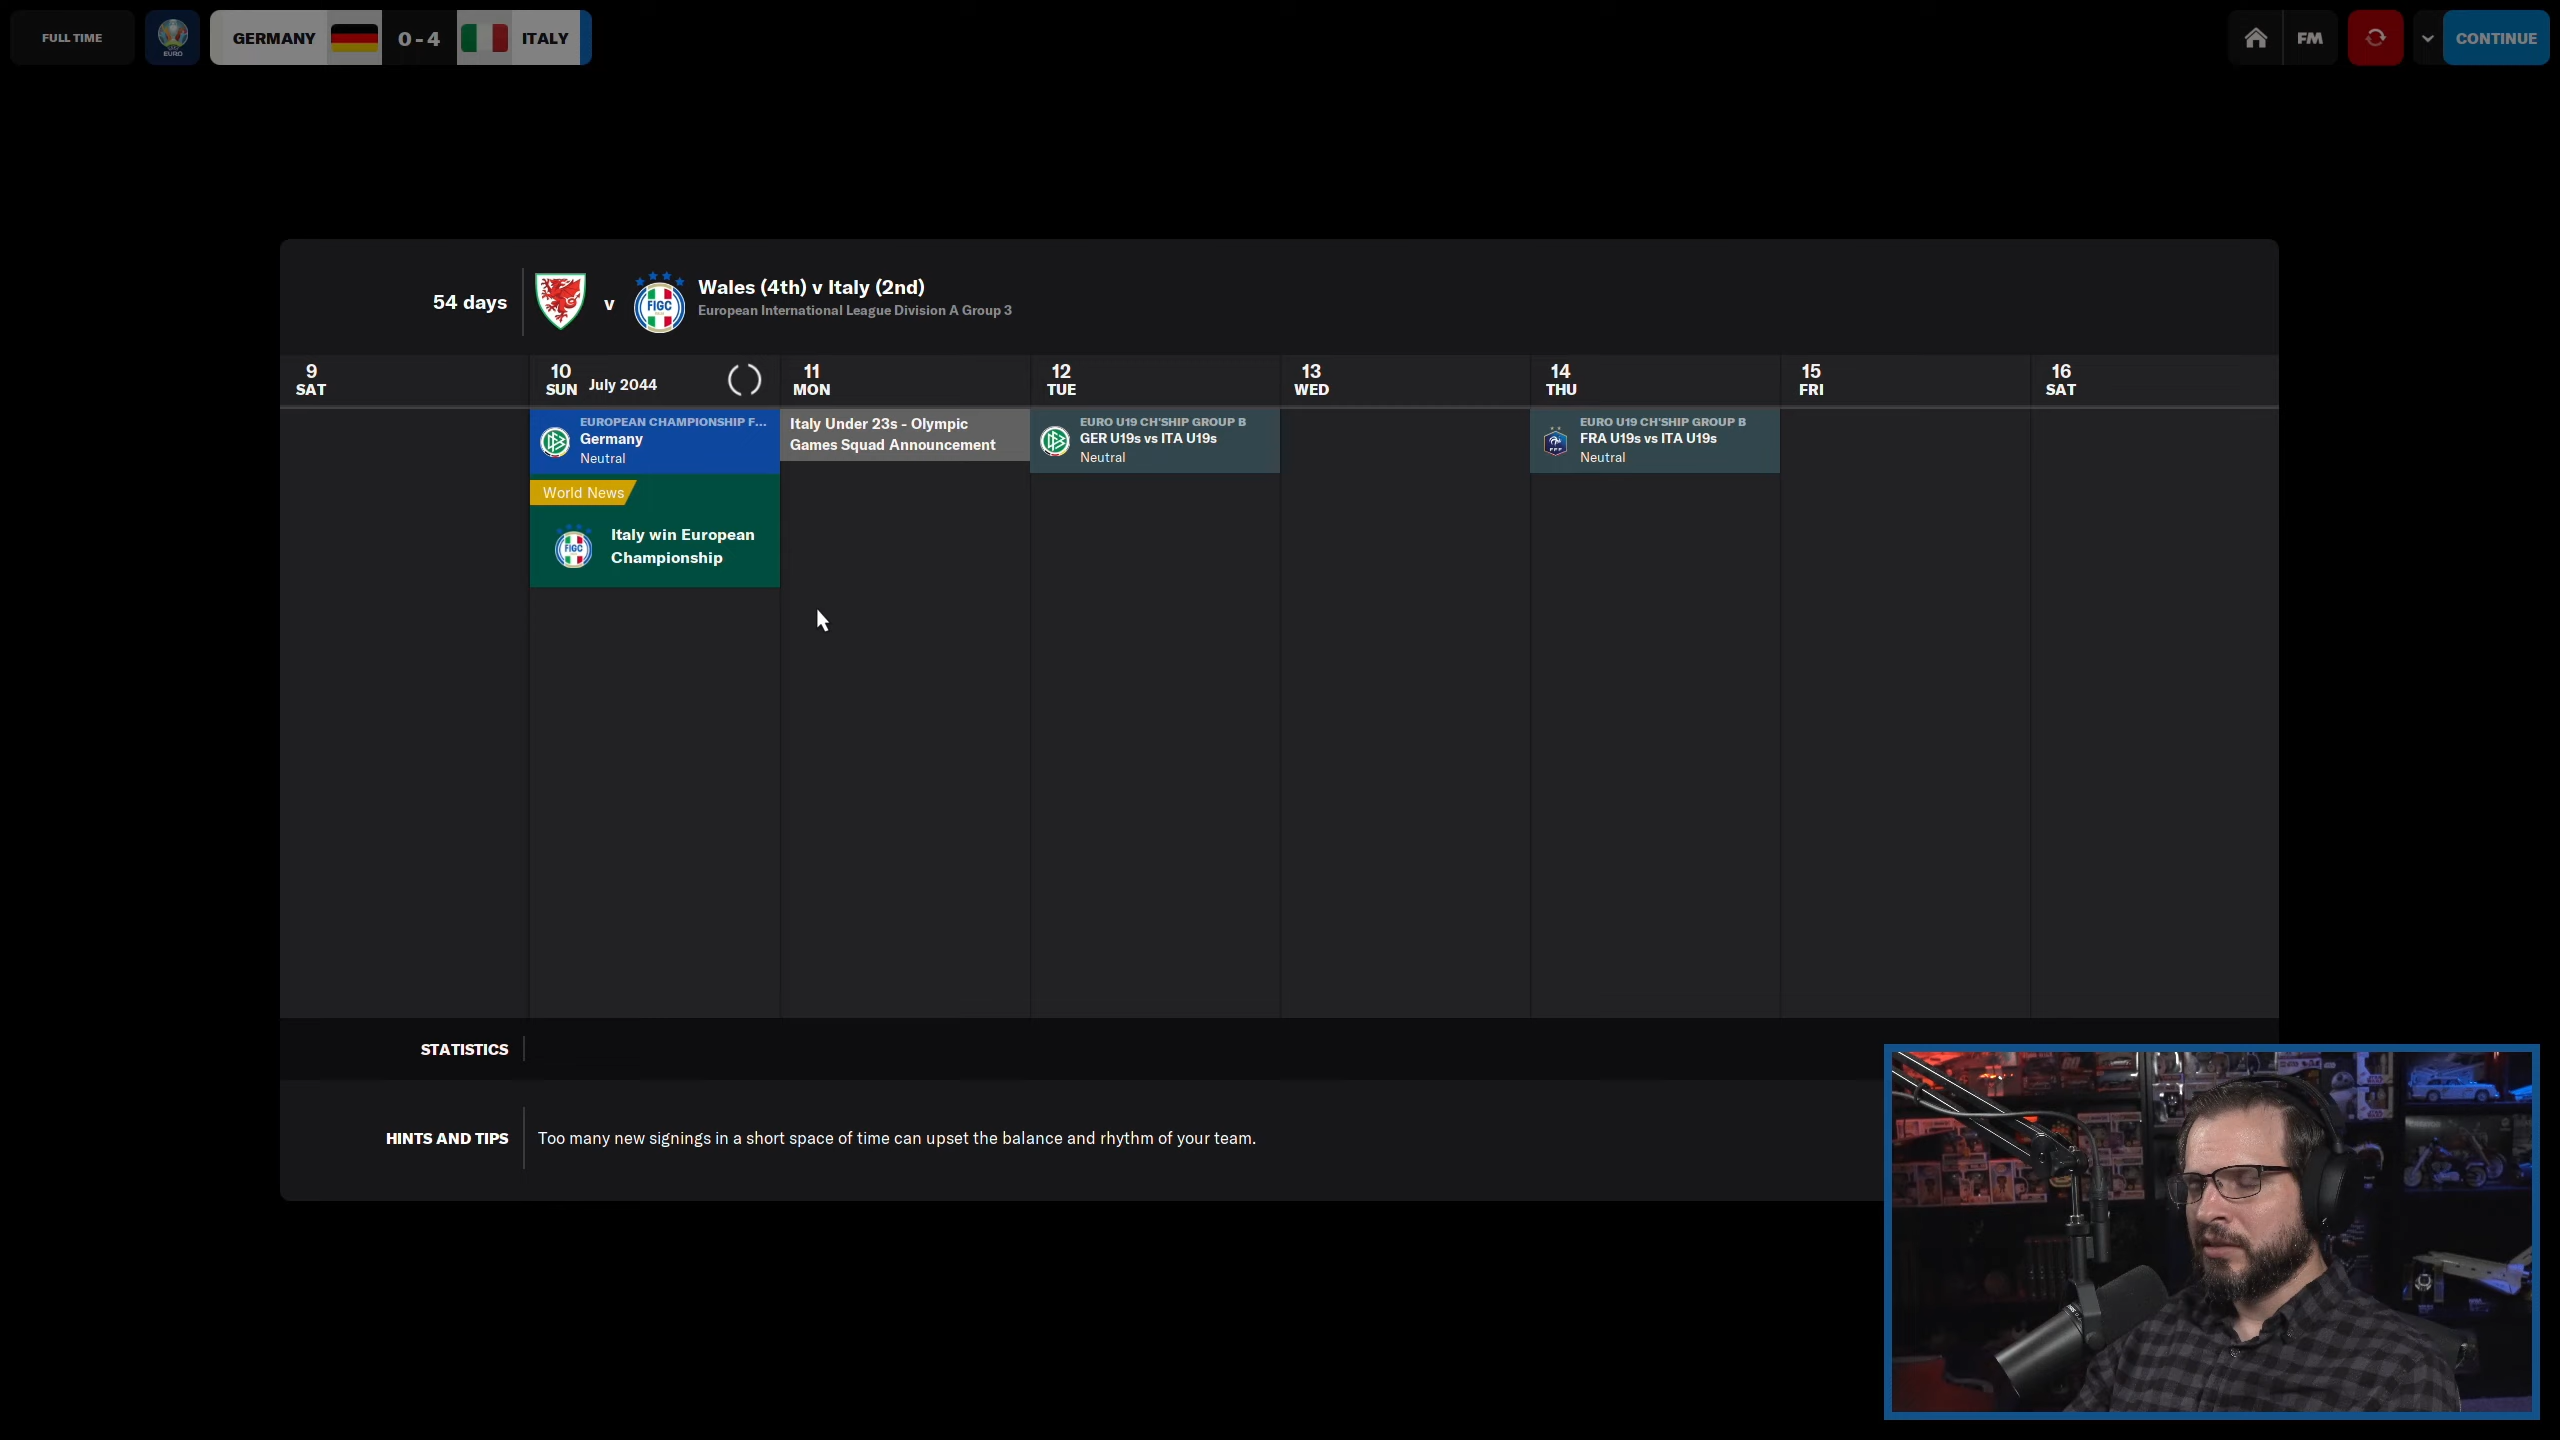 FULL TIME
EURO
GERMANY
0 - 4
ITALY
FM
CONTINUE
54 days
v
FIGC
Wales (4th) v Italy (2nd)
European International League Division A Group 3
9
SAT
10
SUN
July 2044
11
MON
12
TUE
13
WED
14
THU
15
FRI
16
SAT
EUROPEAN CHAMPIONSHIP F...
Germany
Neutral
Italy Under 23s - Olympic
Games Squad Announcement
EURO U19 CH'SHIP GROUP B
GER U19s vs ITA U19s
Neutral
EURO U19 CH'SHIP GROUP B
FRA U19s vs ITA U19s
Neutral
World News
FIGC
Italy win European
Championship
STATISTICS
HINTS AND TIPS
Too many new signings in a short space of time can upset the balance and rhythm of your team.